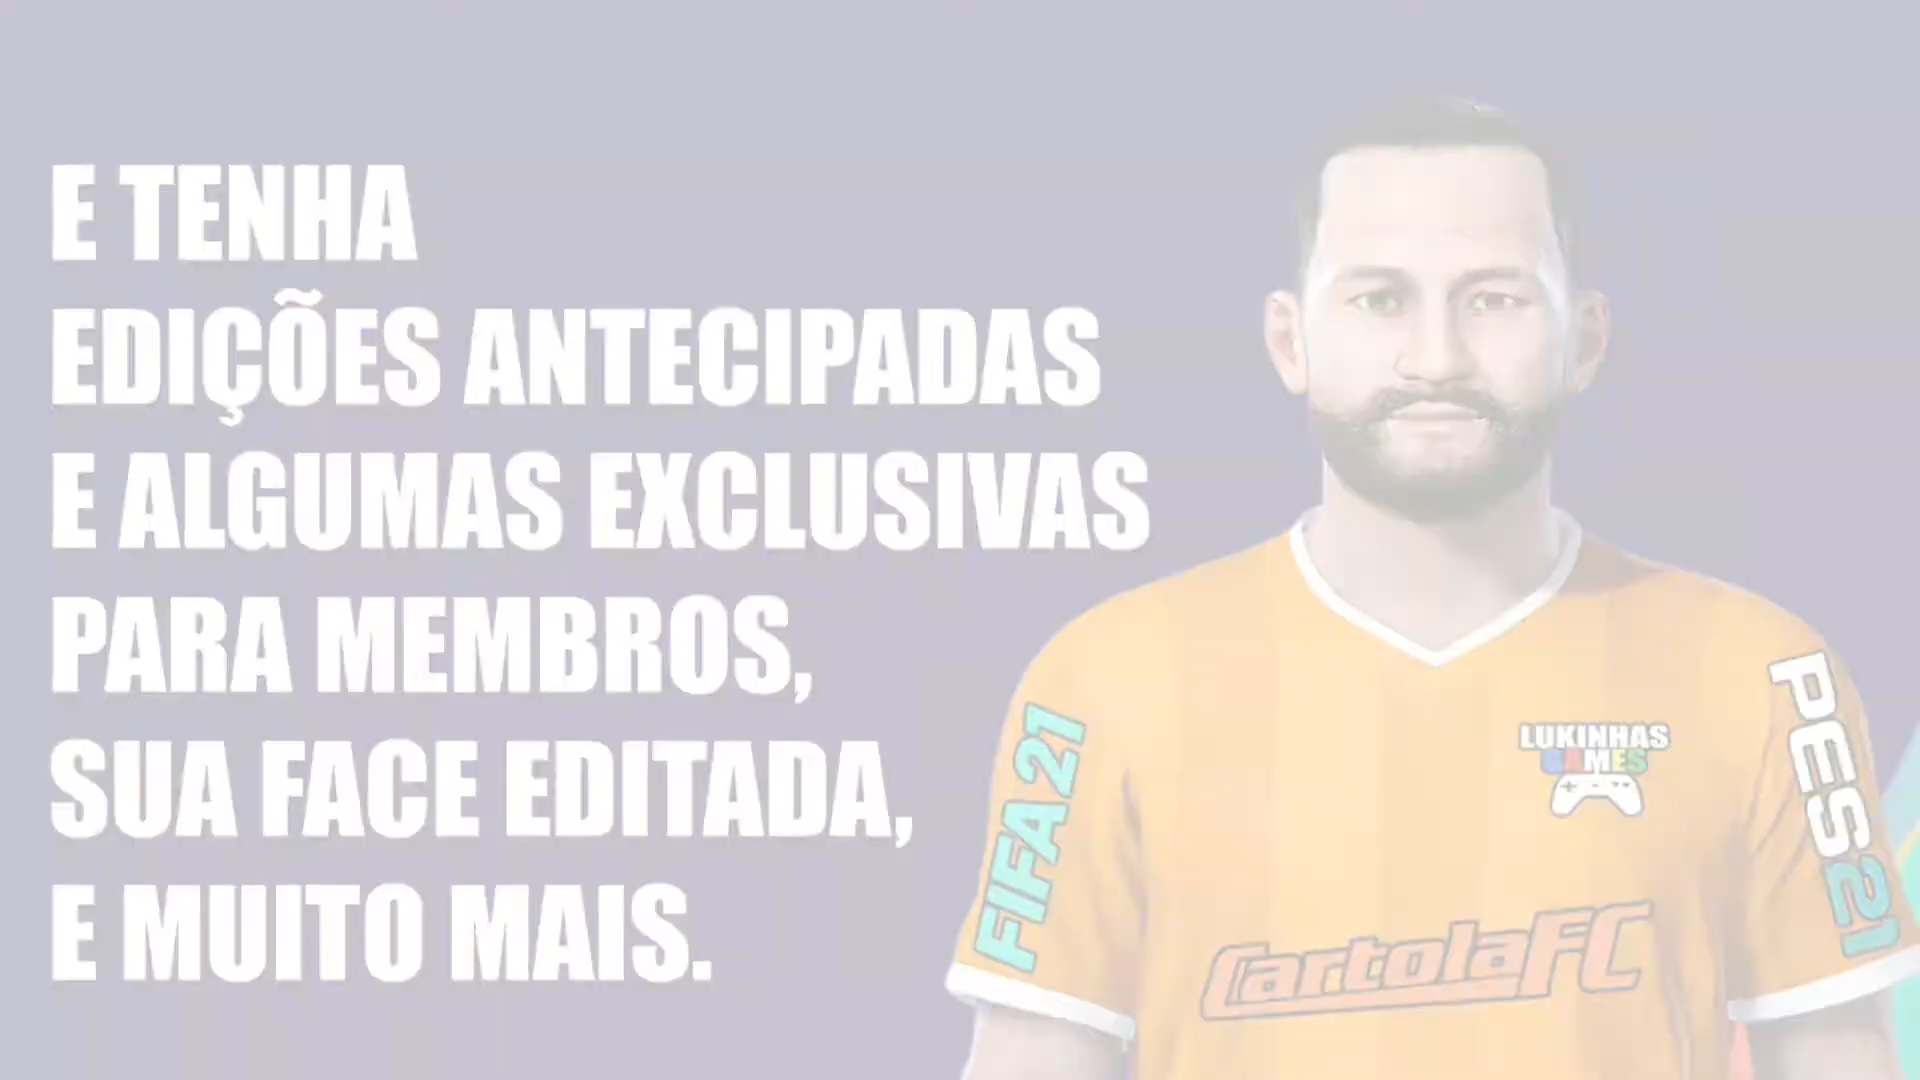 E TENHA
EDIÇÕES ANTECIPADAS
E ALGUMAS EXCLUSIVAS
PARA MEMBROS,
SUA FACE EDITADA,
E MUITO MAIS.
LUKINHAS
GAMES
FIFA 21
PES21
CartolaFC